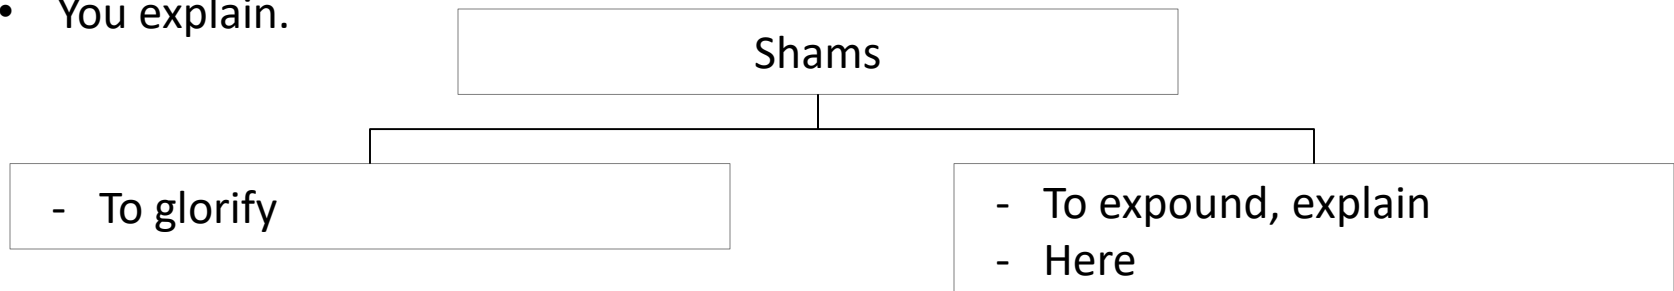 • You explain.
Shams
- To glorify
- To expound, explain
- Here